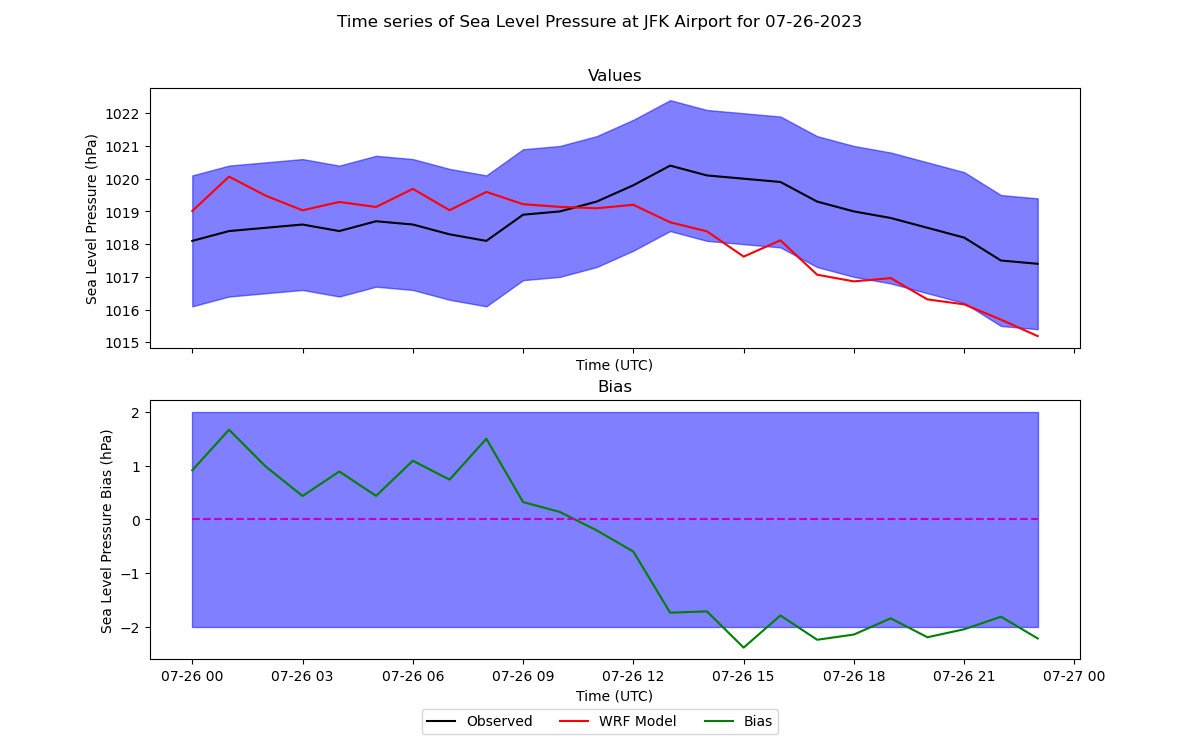 Time series of Sea Level Pressure at JFK Airport for 07-26-2023
Values
Sea Level Pressure (hPa)
1022
1021
1020
1019
1018
1017
1016
1015
Time (UTC)
Bias
Sea Level Pressure Bias (hPa)
2
1
0
−1
−2
07-26 00 07-26 03 07-26 06 07-26 09 07-26 12 07-26 15 07-26 18 07-26 21 07-27 00
Time (UTC)
Observed WRF Model Bias